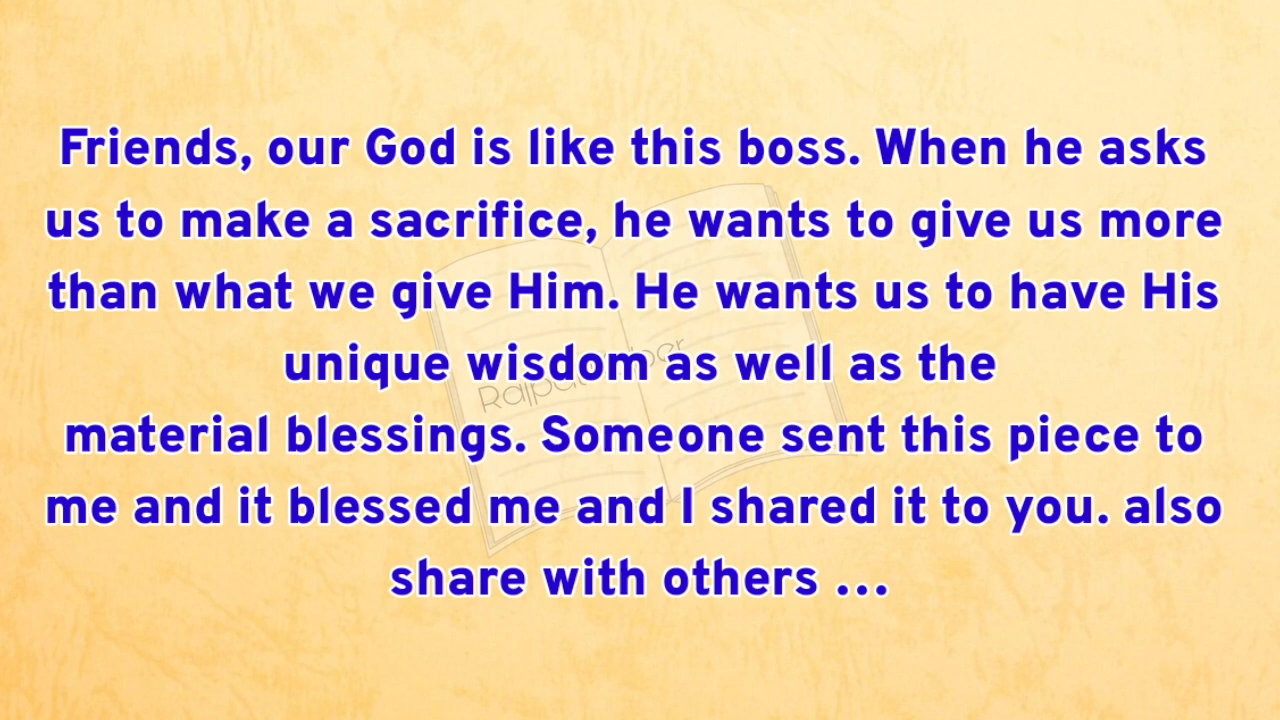 Friends, our God is like this boss. When he asks
us to make a sacrifice, he wants to give us more
than what we give Him. He wants us to have His
unique wisdom as well as the
material blessings. Someone sent this piece to
me and it blessed me and I shared it to you. also
share with others ...